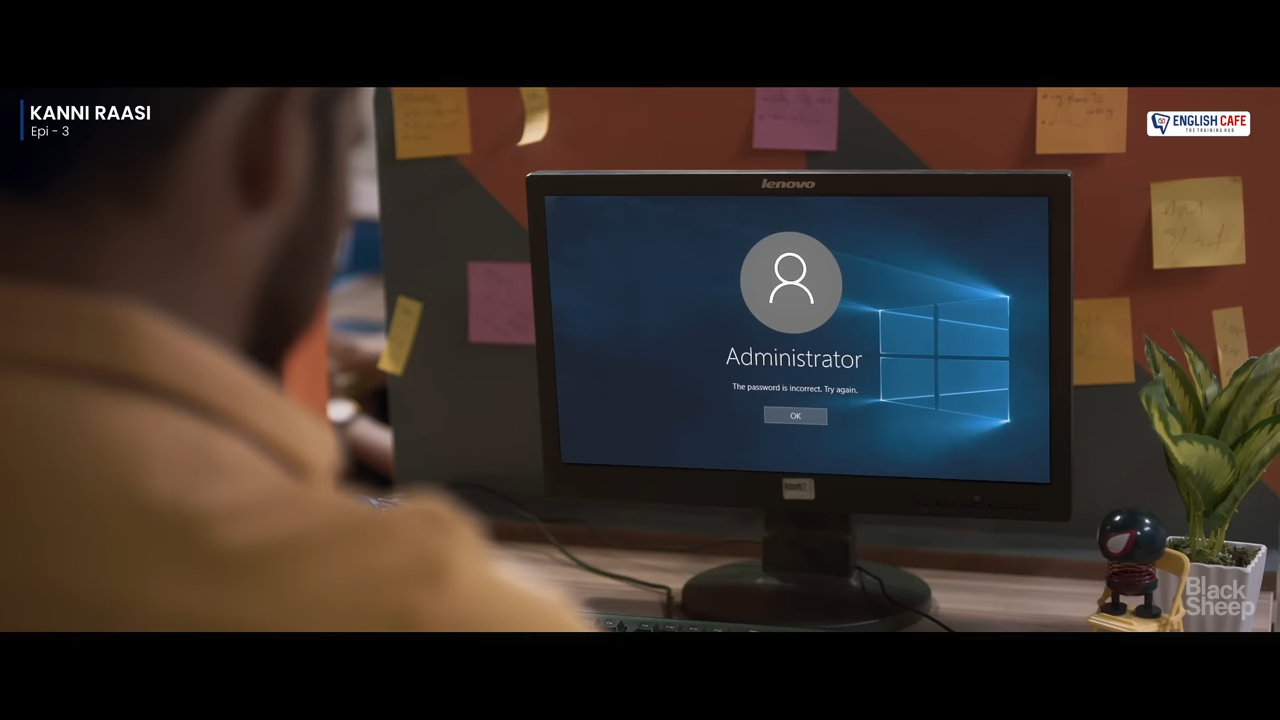 KANNI RAASI
Epi - 3
ENGLISH CAFE
THE TRAINING HUB
lenovo
Administrator
The password is incorrect. Try again.
OK
Black
Sheep